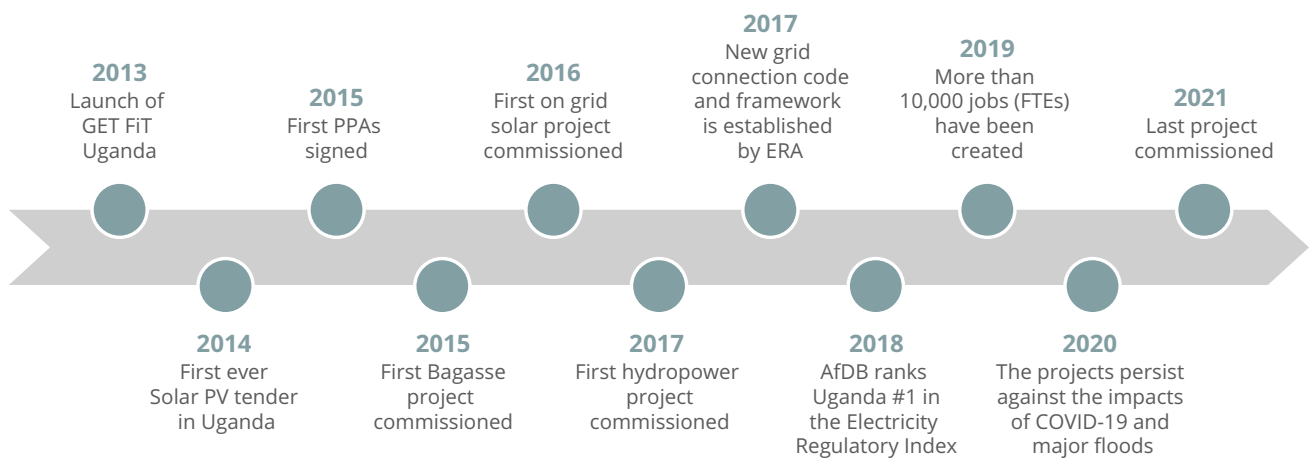 2013
Launch of
GET FiT
Uganda
2014
First ever
Solar PV tender
in Uganda
2015
First PPAs
signed
2015
First Bagasse
project
commissioned
2016
First on grid
solar project
commissioned
2017
First hydropower
project
commissioned
2017
New grid
connection code
and framework
is established
by ERA
2018
AfDB ranks
Uganda #1 in
the Electricity
Regulatory Index
2019
More than
10,000 jobs (FTEs)
have been
created
2020
The projects persist
against the impacts
of COVID-19 and
major floods
2021
Last project
commissioned